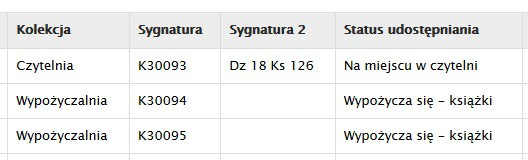 Kolekcja Sygnatura Sygnatura 2 Status udostępniania
Czytelnia K30093 Dz 18 Ks 126 Na miejscu w czytelni
Wypożyczalnia K30094 Wypożycza się - książki
Wypożyczalnia K30095 Wypożycza się - książki